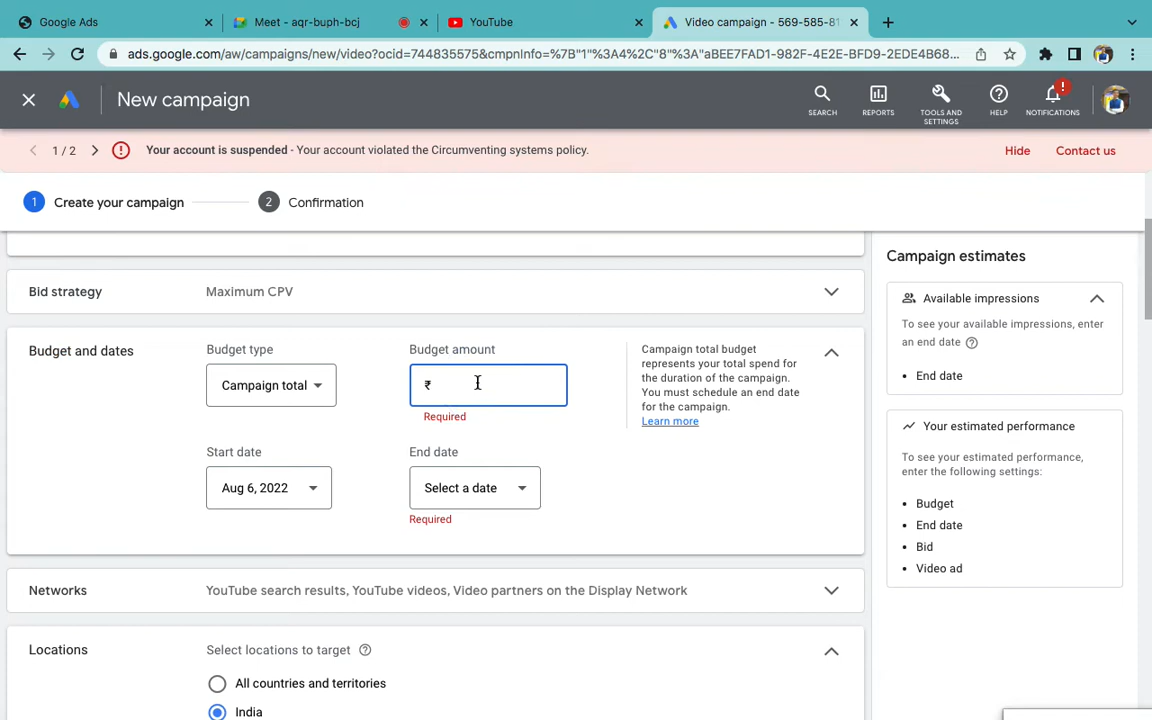 Google Ads
Meet - aqr-buph-bcj
YouTube
Video campaign - 569-585-81
ads.google.com/aw/campaigns/new/video?ocid=744835575&cmpnInfo=%7B"1"%3A4%2C"8"%3A"aBEE7FAD1-982F-4E2E-BFD9-2EDE4B68...
New campaign
SEARCH
REPORTS
TOOLS AND
SETTINGS
HELP
!
NOTIFICATIONS
1 / 2
Your account is suspended - Your account violated the Circumventing systems policy.
Hide
Contact us
1 Create your campaign
2 Confirmation
Campaign estimates
Bid strategy
Maximum CPV
Available impressions
To see your available impressions, enter
an end date
• End date
Budget and dates
Budget type
Campaign total
Budget amount
₹
Required
Campaign total budget
represents your total spend for
the duration of the campaign.
You must schedule an end date
for the campaign.
Learn more
Start date
Aug 6, 2022
End date
Select a date
Required
Your estimated performance
To see your estimated performance,
enter the following settings:
• Budget
• End date
• Bid
• Video ad
Networks
YouTube search results, YouTube videos, Video partners on the Display Network
Locations
Select locations to target
All countries and territories
India